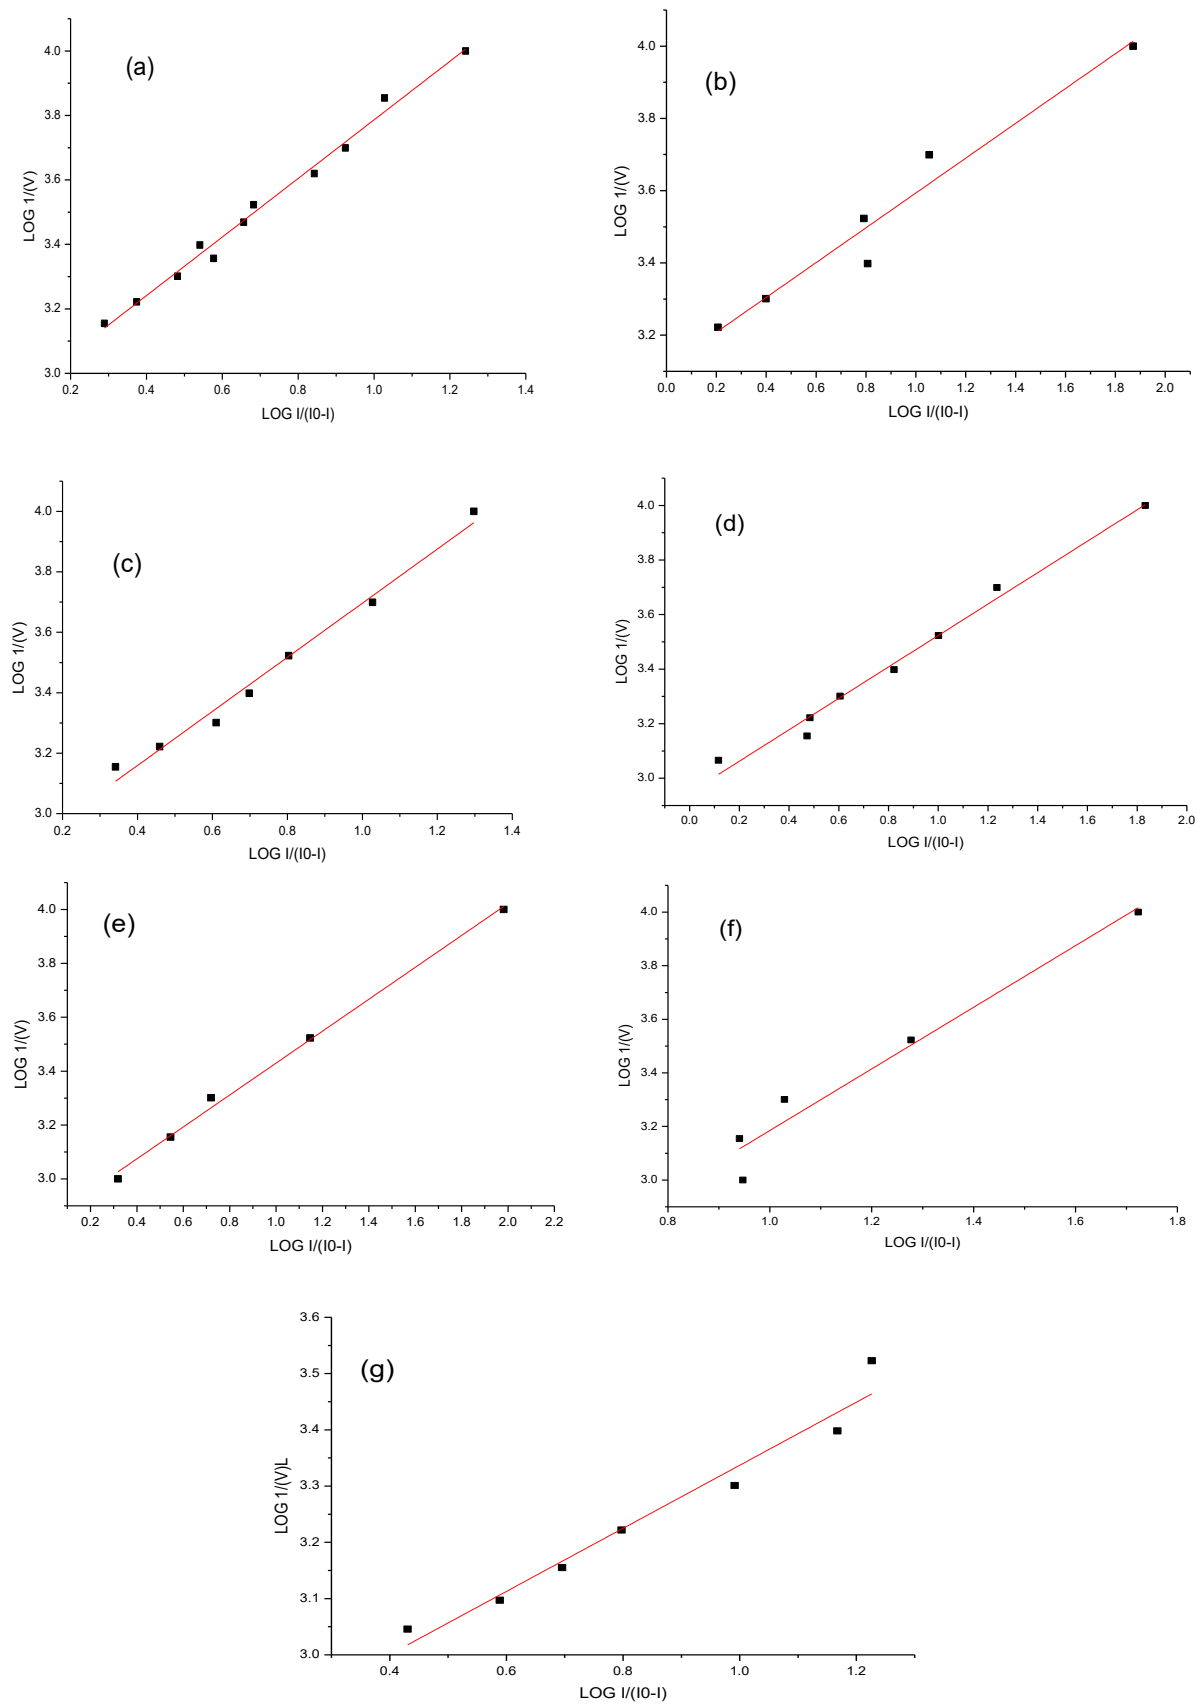 (a)
LOG 1/(V)
4.0
3.8
3.6
3.4
3.2
3.0
0.2 0.4 0.6 0.8 1.0 1.2 1.4
LOG I/(I0-I)
(b)
LOG 1/(V)
4.0
3.8
3.6
3.4
3.2
0.0 0.2 0.4 0.6 0.8 1.0 1.2 1.4 1.6 1.8 2.0
LOG I/(I0-I)
(c)
LOG 1/(V)
4.0
3.8
3.6
3.4
3.2
3.0
0.2 0.4 0.6 0.8 1.0 1.2 1.4
LOG I/(I0-I)
(d)
LOG 1/(V)
4.0
3.8
3.6
3.4
3.2
3.0
0.0 0.2 0.4 0.6 0.8 1.0 1.2 1.4 1.6 1.8 2.0
LOG I/(I0-I)
(e)
LOG 1/(V)
4.0
3.8
3.6
3.4
3.2
3.0
0.2 0.4 0.6 0.8 1.0 1.2 1.4 1.6 1.8 2.0 2.2
LOG I/(I0-I)
(f)
LOG 1/(V)
4.0
3.8
3.6
3.4
3.2
3.0
0.8 1.0 1.2 1.4 1.6 1.8
LOG I/(I0-I)
(g)
LOG 1/(V)L
3.6
3.5
3.4
3.3
3.2
3.1
3.0
0.4 0.6 0.8 1.0 1.2
LOG I/(I0-I)